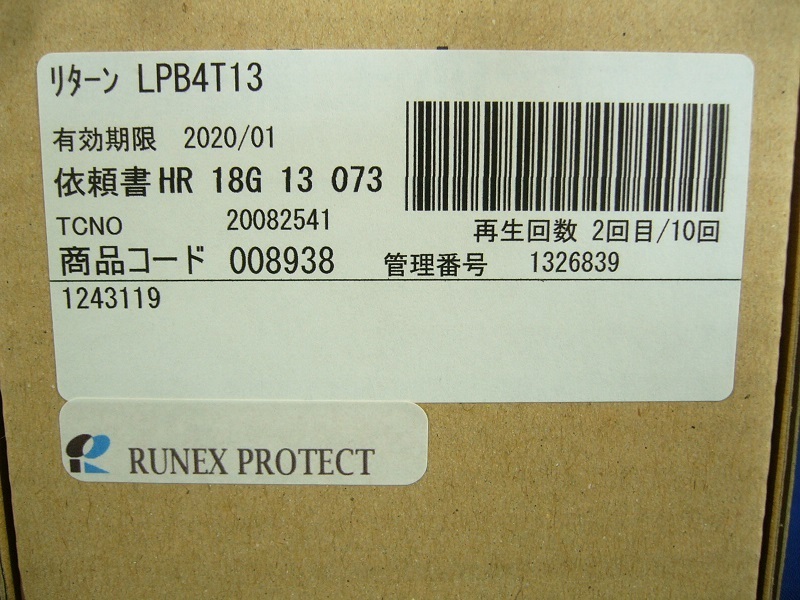 リターン LPB4T13
有効期限 2020/01
依頼書HR 18G 13 073
TCNO 20082541
再生回数 2回目/10回
商品コード 008938 管理番号 1326839
1243119
RUNEX PROTECT